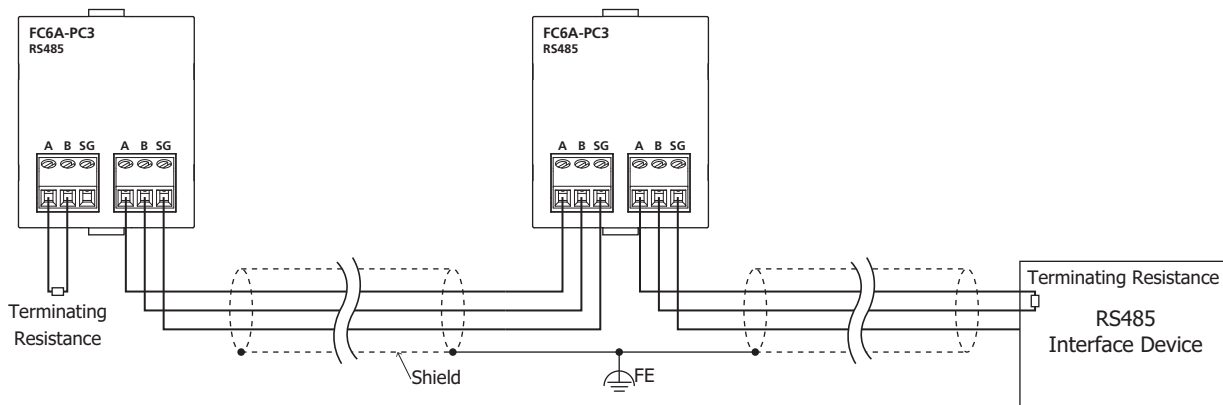 FC6A-PC3
RS485
A B SG
A B SG
Terminating
Resistance
FC6A-PC3
RS485
A B SG
A B SG
Shield
FE
Terminating Resistance
RS485
Interface Device